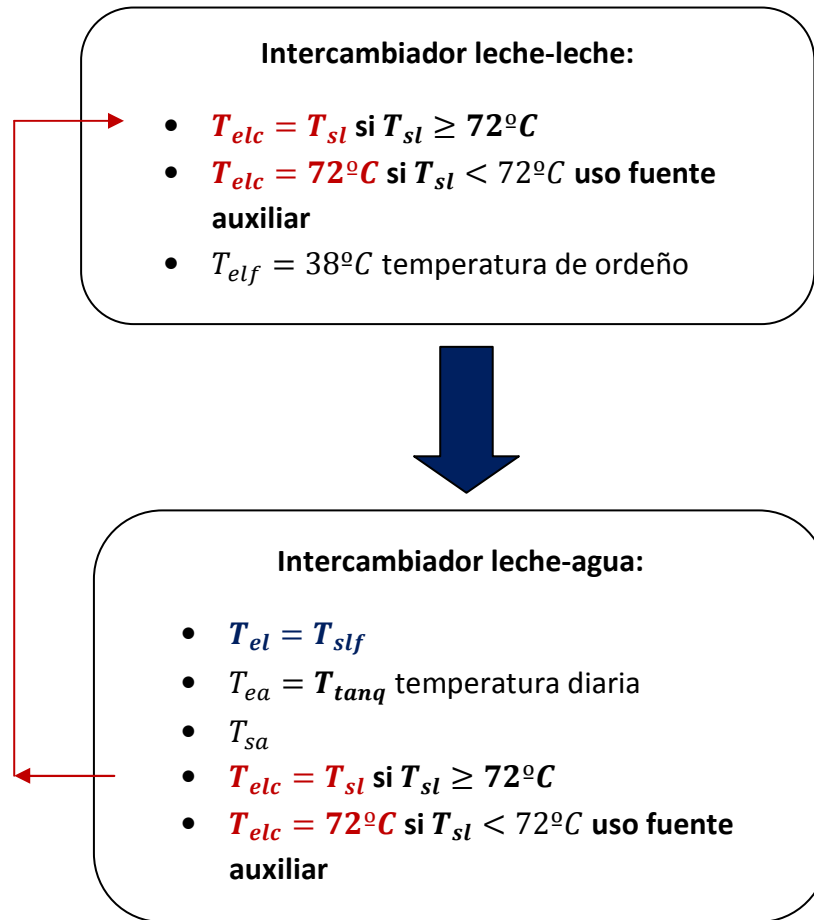 Intercambiador leche-leche:
• T_elc = T_sl si T_sl ≥ 72ºC
• T_elc = 72ºC si T_sl < 72ºC uso fuente
auxiliar
• T_elf = 38ºC temperatura de ordeño
Intercambiador leche-agua:
• T_el = T_slf
• T_ea = T_tanq temperatura diaria
• T_sa
• T_elc = T_sl si T_sl ≥ 72ºC
• T_elc = 72ºC si T_sl < 72ºC uso fuente
auxiliar